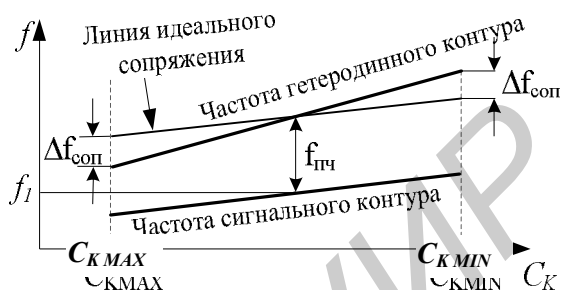 f
Линия идеального
сопряжения
Частота гетеродинного контура
Δfсоп
Δfсоп
fпч
f1
Частота сигнального контура
CK MAX
CK MIN
CKMAX
CKMIN
CK
ИР